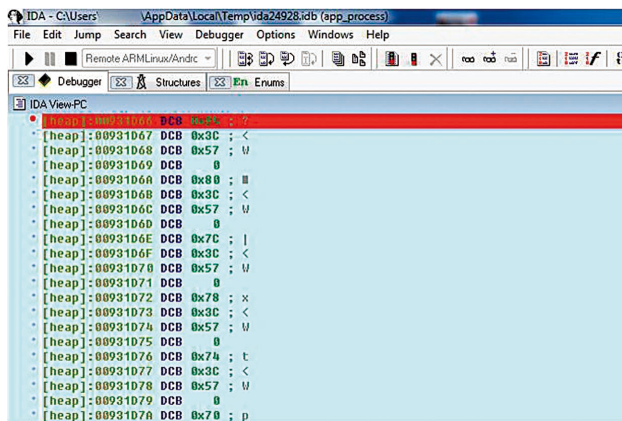 IDA - C:\Users\ \AppData\Local\Temp\ida24928.idb (app_process)
File Edit Jump Search View Debugger Options Windows Help
Remote ARMLinux/Andrc
Debugger Structures En Enums
IDA View-PC
[heap]:00931D66 DCB ; ?
[heap]:00931D67 DCB 0x3C ; <
[heap]:00931D68 DCB 0x57 ; W
[heap]:00931D69 DCB 0
[heap]:00931D6A DCB 0x80 ;
[heap]:00931D6B DCB 0x3C ; <
[heap]:00931D6C DCB 0x57 ; W
[heap]:00931D6D DCB 0
[heap]:00931D6E DCB 0x7C ; |
[heap]:00931D6F DCB 0x3C ; <
[heap]:00931D70 DCB 0x57 ; W
[heap]:00931D71 DCB 0
[heap]:00931D72 DCB 0x78 ; x
[heap]:00931D73 DCB 0x3C ; <
[heap]:00931D74 DCB 0x57 ; W
[heap]:00931D75 DCB 0
[heap]:00931D76 DCB 0x74 ; t
[heap]:00931D77 DCB 0x3C ; <
[heap]:00931D78 DCB 0x57 ; W
[heap]:00931D79 DCB 0
[heap]:00931D7A DCB 0x70 ; p